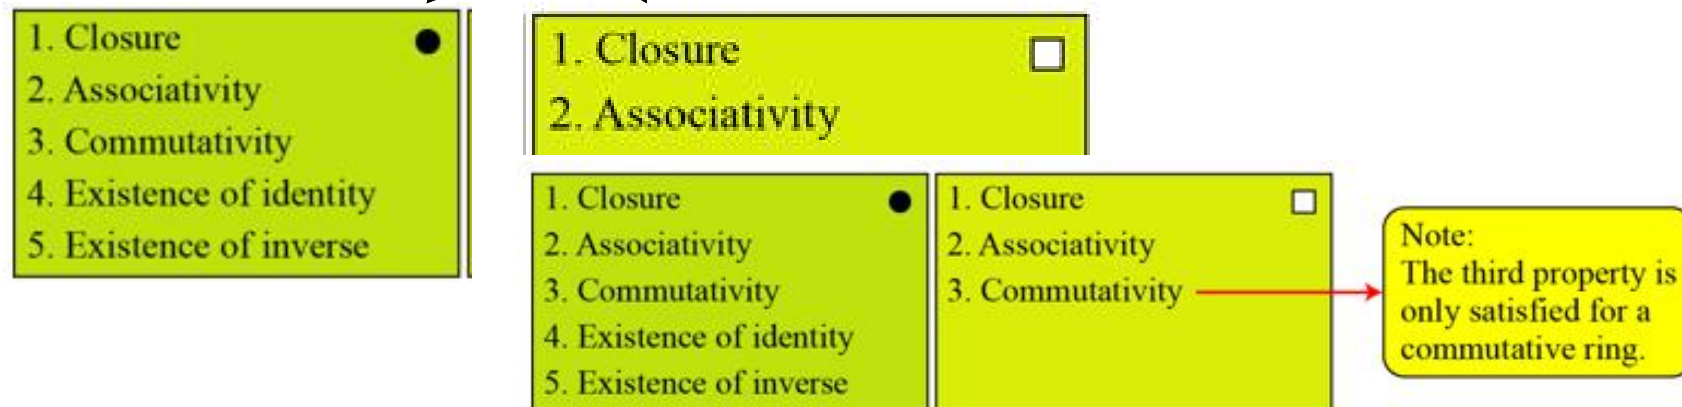 1. Closure
2. Associativity
3. Commutativity
4. Existence of identity
5. Existence of inverse
1. Closure
2. Associativity
1. Closure
2. Associativity
3. Commutativity
4. Existence of identity
5. Existence of inverse
1. Closure
2. Associativity
3. Commutativity
Note:
The third property is
only satisfied for a
commutative ring.